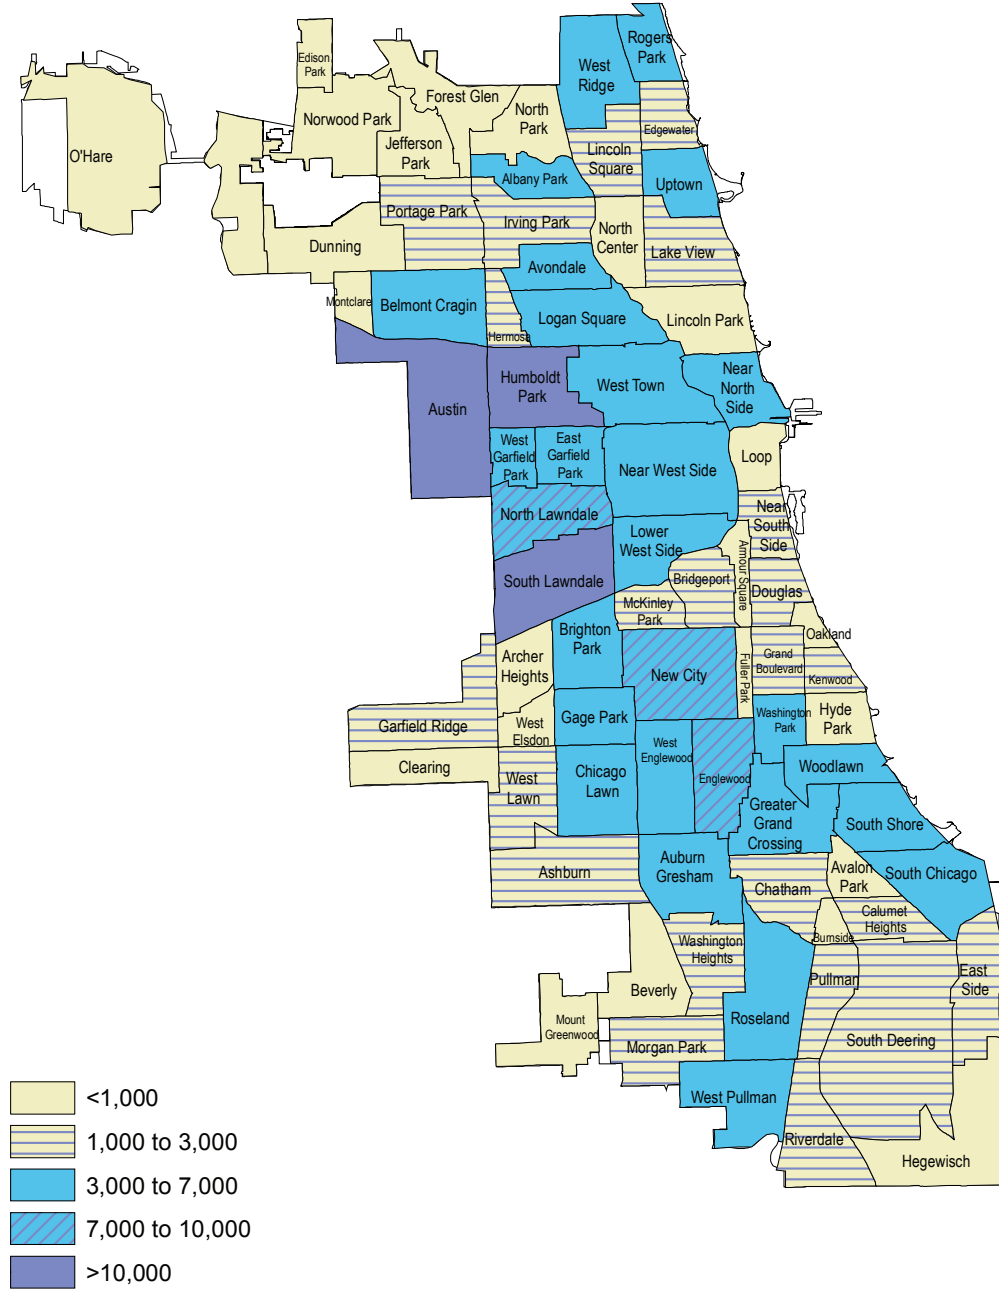 Rogers
Park
West
Ridge
Edison
Park
Forest Glen
North
Park
Norwood Park
Edgewater
Jefferson
Park
Lincoln
Square
O'Hare
Albany Park
Uptown
Portage Park
Irving Park
North
Center
Dunning
Lake View
Avondale
Montclare
Belmont Cragin
Logan Square
Lincoln Park
Hermosa
Near
North
Side
Humboldt
Park
West Town
Austin
West
Garfield
Park
East
Garfield
Park
Loop
Near West Side
North Lawndale
Near
South
Side
Lower
West Side
Armour Square
South Lawndale
Bridgeport
Douglas
McKinley
Park
Brighton
Park
Oakland
Archer
Heights
Grand
Boulevard
Fuller Park
New City
Kenwood
Garfield Ridge
West
Elsdon
Gage Park
Washington
Park
Hyde
Park
West
Englewood
Clearing
West
Lawn
Chicago
Lawn
Englewood
Woodlawn
Greater
Grand
Crossing
South Shore
Ashburn
Auburn
Gresham
Chatham
Avalon
Park
South Chicago
Calumet
Heights
Burnside
Washington
Heights
Pullman
East
Side
Beverly
Mount
Greenwood
Roseland
Morgan Park
South Deering
West Pullman
Riverdale
Hegewisch
<1,000
1,000 to 3,000
3,000 to 7,000
7,000 to 10,000
>10,000